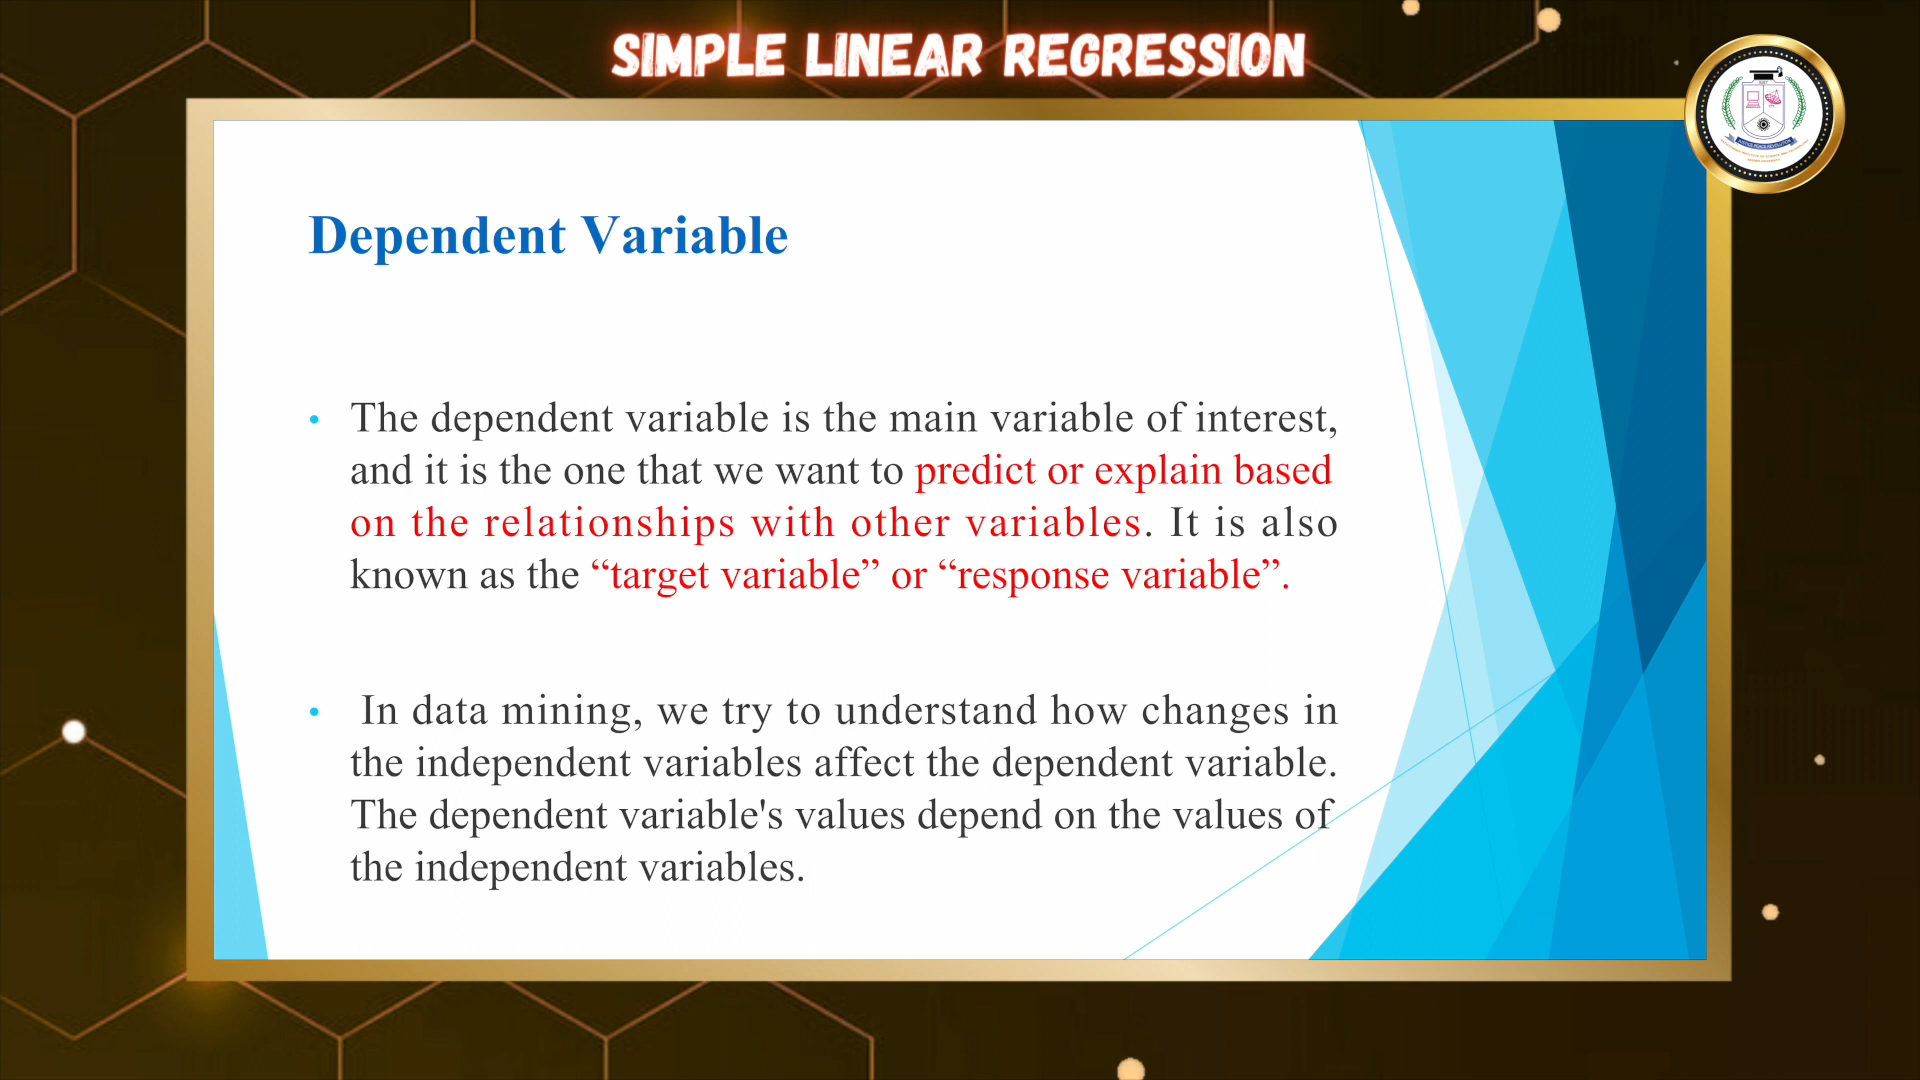 SIMPLE LINEAR REGRESSION
Dependent Variable
• The dependent variable is the main variable of interest,
and it is the one that we want to predict or explain based
on the relationships with other variables. It is also
known as the “target variable” or “response variable”.
• In data mining, we try to understand how changes in
the independent variables affect the dependent variable.
The dependent variable's values depend on the values of
the independent variables.